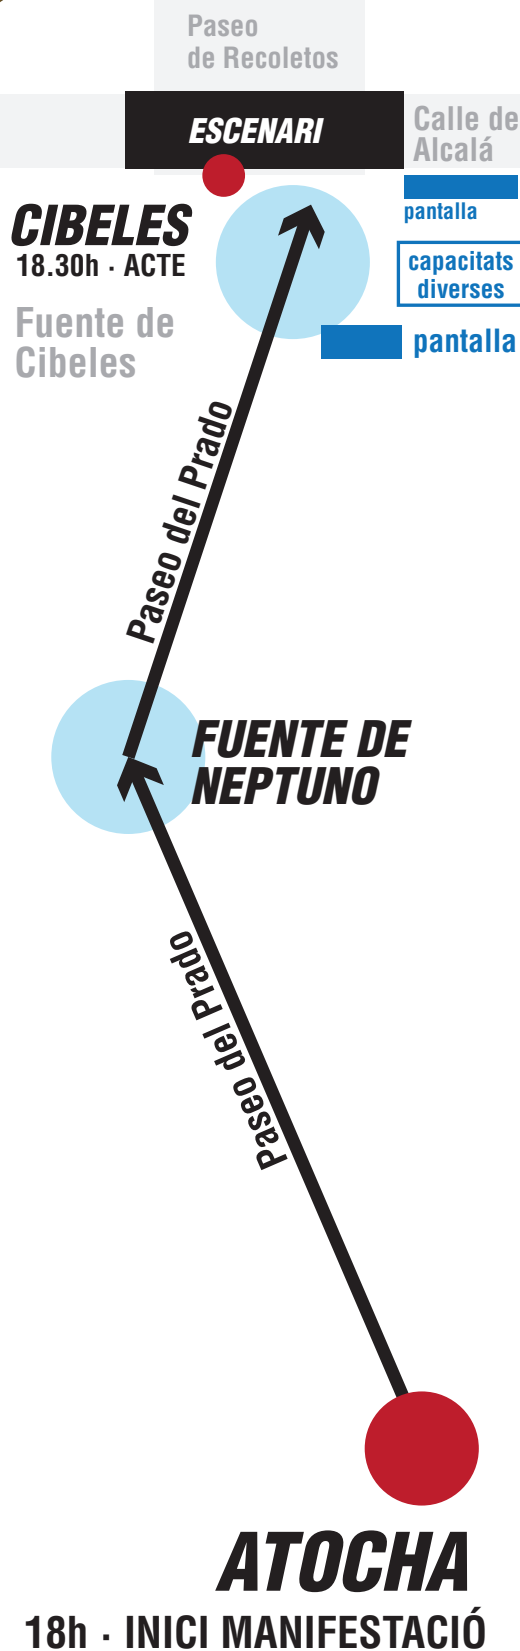 Paseo
de Recoletos
ESCENARI
Calle de
Alcalá
pantalla
CIBELES
18.30h · ACTE
capacitats
diverses
Fuente de
Cibeles
pantalla
Paseo del Prado
FUENTE DE
NEPTUNO
Paseo del Prado
ATOCHA
18h · INICI MANIFESTACIÓ